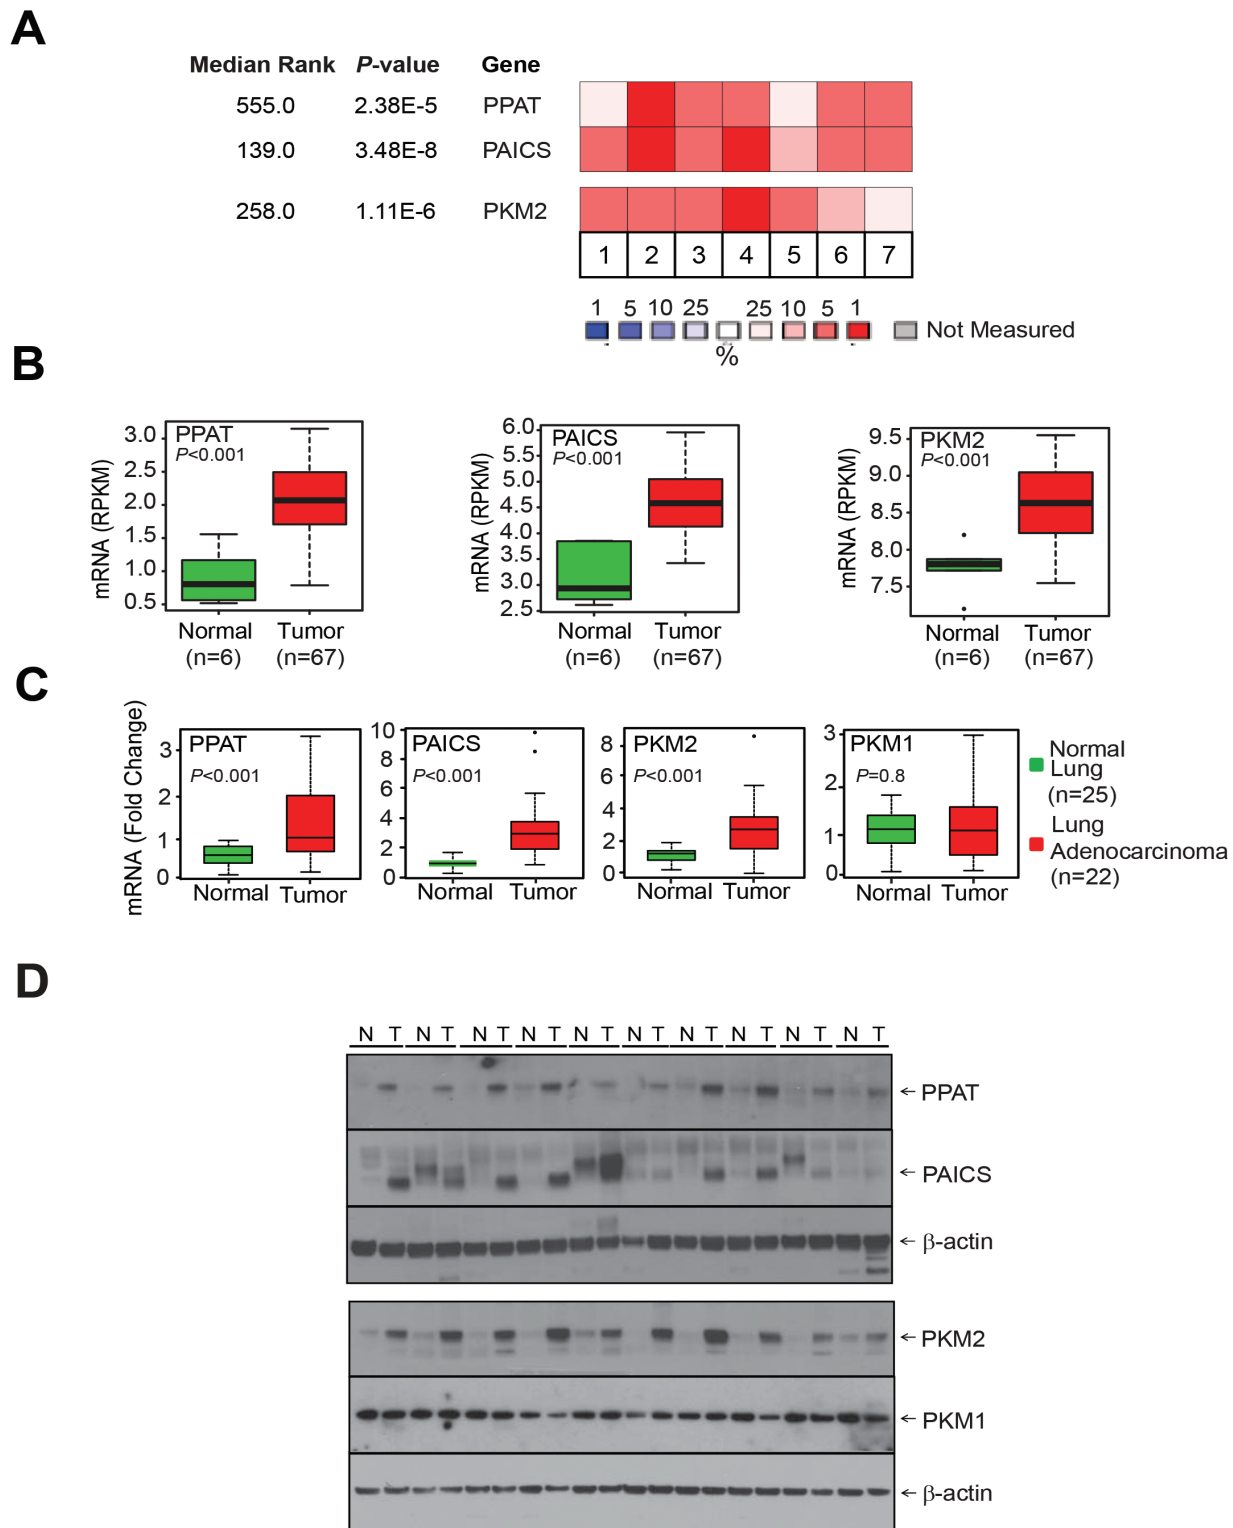 A
Median Rank P-value Gene
555.0 2.38E-5 PPAT
139.0 3.48E-8 PAICS
258.0 1.11E-6 PKM2
1 2 3 4 5 6 7
1 5 10 25 25 10 5 1
Not Measured
%
B
mRNA (RPKM)
3.0
2.5
2.0
1.5
1.0
0.5
PPAT
P<0.001
Normal Tumor
(n=6) (n=67)
mRNA (RPKM)
6.0
5.5
5.0
4.5
4.0
3.5
3.0
2.5
PAICS
P<0.001
Normal Tumor
(n=6) (n=67)
mRNA (RPKM)
9.5
9.0
8.5
8.0
7.5
PKM2
P<0.001
Normal Tumor
(n=6) (n=67)
C
mRNA (Fold Change)
3
2
1
0
PPAT
P<0.001
Normal Tumor
10
8
6
4
2
0
PAICS
P<0.001
Normal Tumor
8
6
4
2
0
PKM2
P<0.001
Normal Tumor
3
2
1
0
PKM1
P=0.8
Normal Tumor
Normal
Lung
(n=25)
Lung
Adenocarcinoma
(n=22)
D
N T N T N T N T N T N T N T N T N T N T
← PPAT
← PAICS
← β-actin
← PKM2
← PKM1
← β-actin